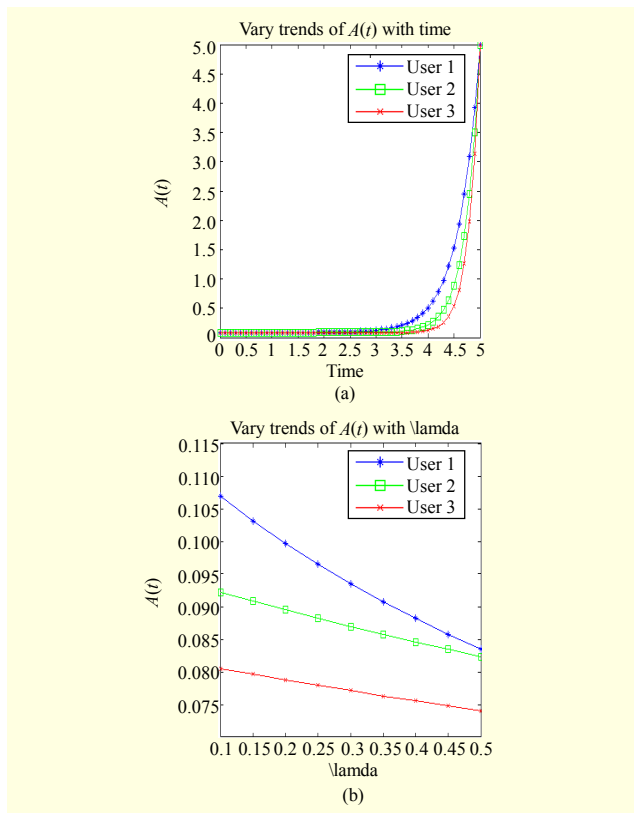 Vary trends of A(t) with time
5.0
4.5
4.0
3.5
3.0
2.5
2.0
1.5
1.0
0.5
0
A(t)
User 1
User 2
User 3
0 0.5 1 1.5 2 2.5 3 3.5 4 4.5 5
Time
(a)
Vary trends of A(t) with \lamda
0.115
0.110
0.105
0.100
0.095
0.090
0.085
0.080
0.075
A(t)
User 1
User 2
User 3
0.1 0.15 0.2 0.25 0.3 0.35 0.4 0.45 0.5
\lamda
(b)